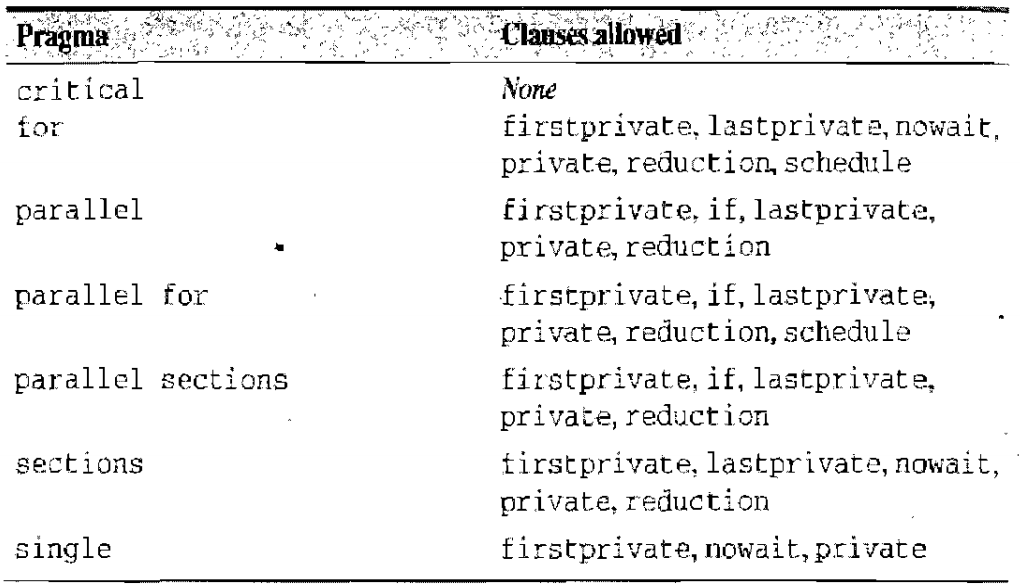 Pragma Clauses allowed
critical None
for firstprivate, lastprivate, nowait,
private, reduction, schedule
parallel firstprivate, if, lastprivate,
private, reduction
parallel for firstprivate, if, lastprivate,
private, reduction, schedule
parallel sections firstprivate, if, lastprivate,
private, reduction
sections firstprivate, lastprivate, nowait,
private, reduction
single firstprivate, nowait, private